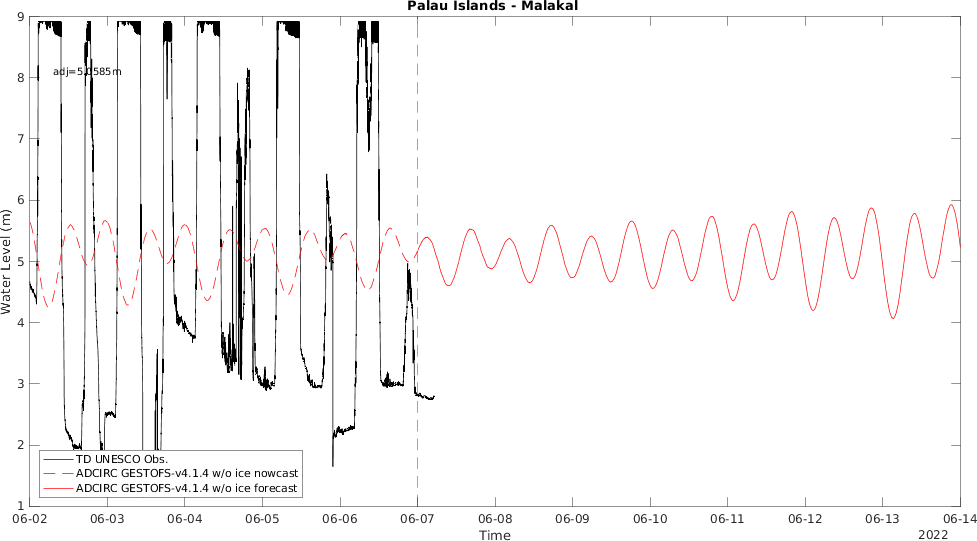 Palau Islands - Malakal
9
8
7
6
5
4
3
2
1
Water Level (m)
adj=5.0585m
TD UNESCO Obs.
ADCIRC GESTOFS-v4.1.4 w/o ice nowcast
ADCIRC GESTOFS-v4.1.4 w/o ice forecast
06-02 06-03 06-04 06-05 06-06 06-07 06-08 06-09 06-10 06-11 06-12 06-13 06-14
Time
2022